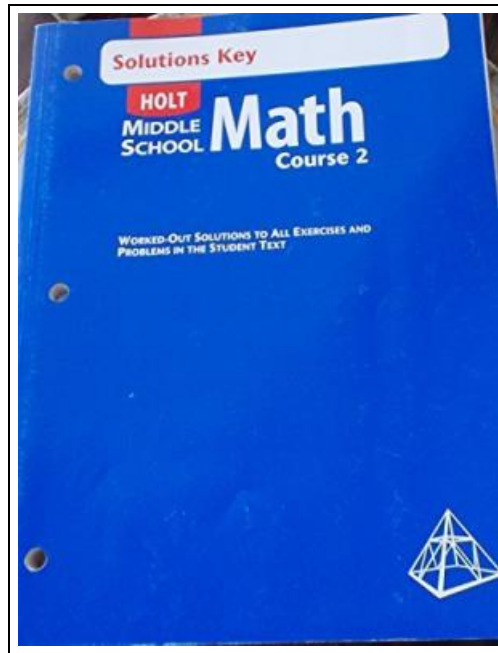 Solutions Key
HOLT
MIDDLE
SCHOOL Math
Course 2
WORKED-OUT SOLUTIONS TO ALL EXERCISES AND
PROBLEMS IN THE STUDENT TEXT